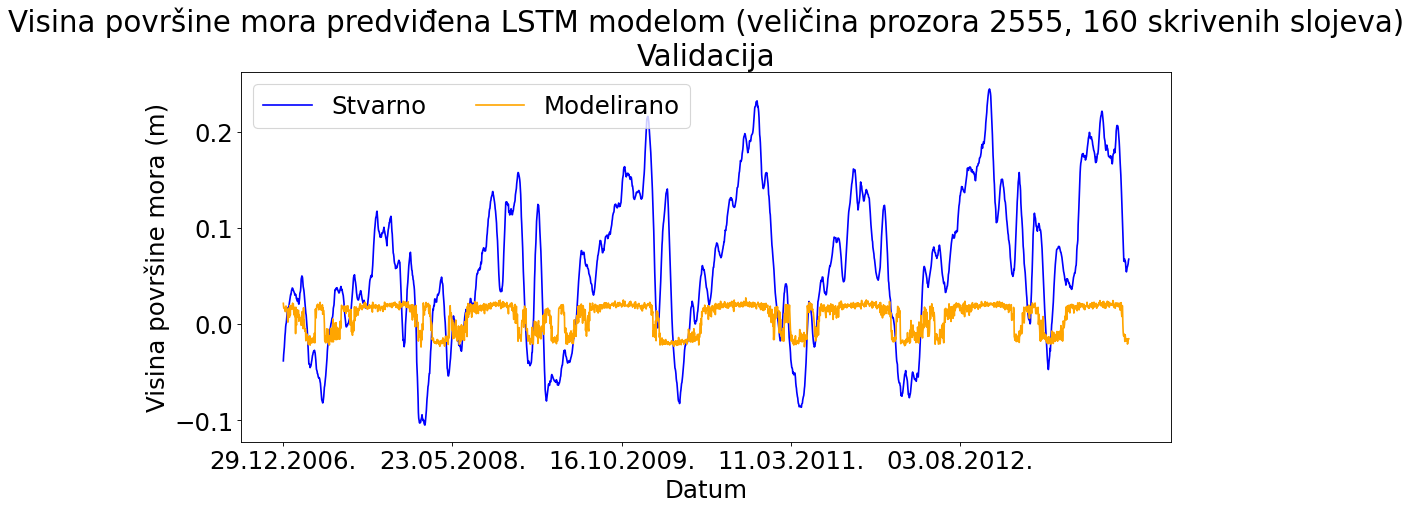 Visina površine mora predviđena LSTM modelom (veličina prozora 2555, 160 skrivenih slojeva)
Validacija
Stvarno Modelirano
Visina površine mora (m)
0.2
0.1
0.0
−0.1
29.12.2006. 23.05.2008. 16.10.2009. 11.03.2011. 03.08.2012.
Datum